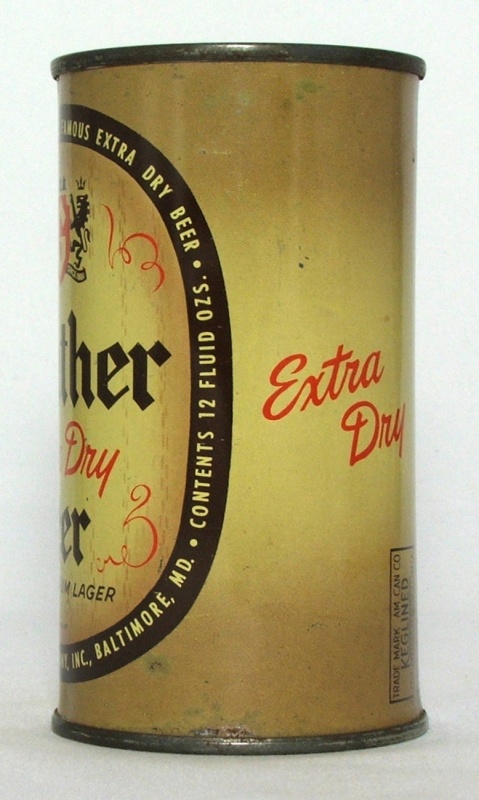 FAMOUS EXTRA DRY BEER • CONTENTS 12 FLUID OZS. •
ther
Dry
er
LAGER
INC., BALTIMORE, MD.
Extra
Dry
TRADE MARK AM. CAN CO
KEGLINED